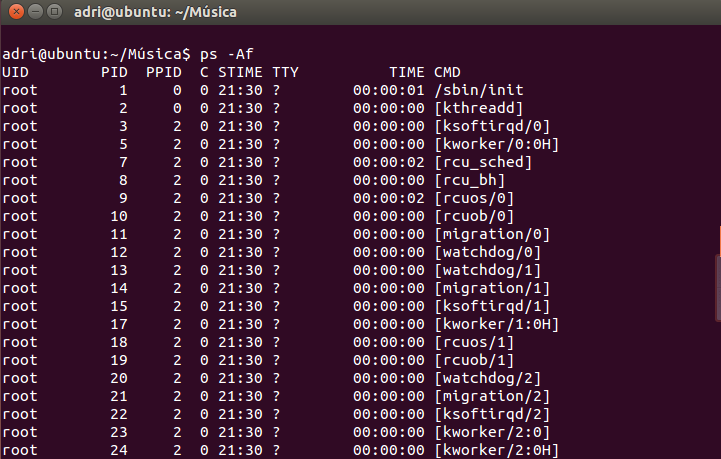 adri@ubuntu: ~/Música
adri@ubuntu:~/Música$ ps -Af
UID        PID  PPID  C STIME TTY          TIME CMD
root         1     0  0 21:30 ?        00:00:01 /sbin/init
root         2     0  0 21:30 ?        00:00:00 [kthreadd]
root         3     2  0 21:30 ?        00:00:00 [ksoftirqd/0]
root         5     2  0 21:30 ?        00:00:00 [kworker/0:0H]
root         7     2  0 21:30 ?        00:00:02 [rcu_sched]
root         8     2  0 21:30 ?        00:00:00 [rcu_bh]
root         9     2  0 21:30 ?        00:00:02 [rcuos/0]
root        10     2  0 21:30 ?        00:00:00 [rcuob/0]
root        11     2  0 21:30 ?        00:00:00 [migration/0]
root        12     2  0 21:30 ?        00:00:00 [watchdog/0]
root        13     2  0 21:30 ?        00:00:00 [watchdog/1]
root        14     2  0 21:30 ?        00:00:00 [migration/1]
root        15     2  0 21:30 ?        00:00:00 [ksoftirqd/1]
root        17     2  0 21:30 ?        00:00:00 [kworker/1:0H]
root        18     2  0 21:30 ?        00:00:00 [rcuos/1]
root        19     2  0 21:30 ?        00:00:00 [rcuob/1]
root        20     2  0 21:30 ?        00:00:00 [watchdog/2]
root        21     2  0 21:30 ?        00:00:00 [migration/2]
root        22     2  0 21:30 ?        00:00:00 [ksoftirqd/2]
root        23     2  0 21:30 ?        00:00:00 [kworker/2:0]
root        24     2  0 21:30 ?        00:00:00 [kworker/2:0H]